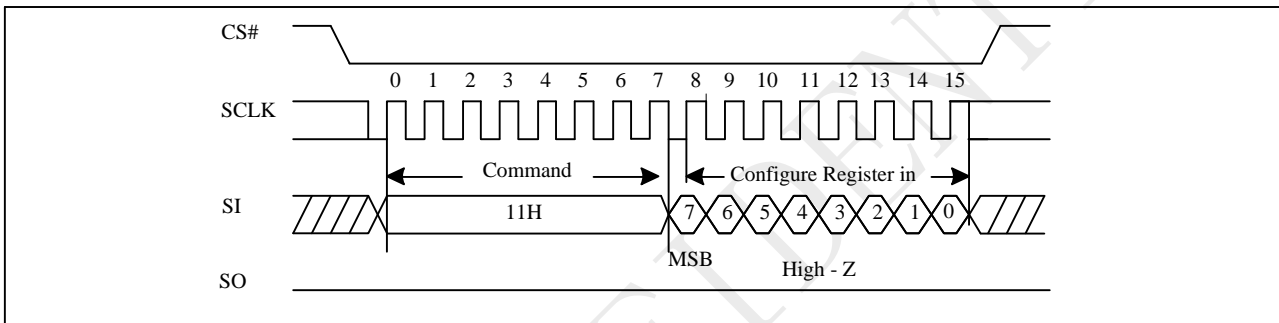 CS#
0 1 2 3 4 5 6 7 8 9 10 11 12 13 14 15
SCLK
Command
Configure Register in
SI
11H
7 6 5 4 3 2 1 0
MSB
High - Z
SO